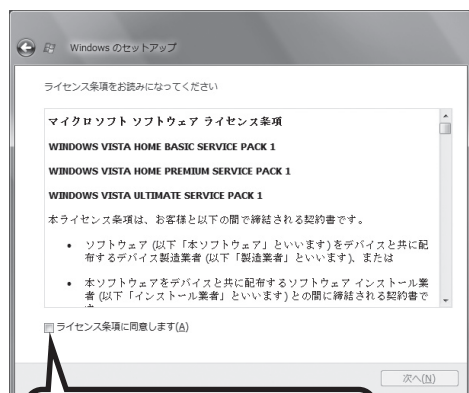 Windows のセットアップ
ライセンス条項をお読みになってください
マイクロソフト ソフトウェア ライセンス条項
WINDOWS VISTA HOME BASIC SERVICE PACK 1
WINDOWS VISTA HOME PREMIUM SERVICE PACK 1
WINDOWS VISTA ULTIMATE SERVICE PACK 1
本ライセンス条項は、お客様と以下の間で締結される契約書です。
• ソフトウェア (以下「本ソフトウェア」といいます) をデバイスと共に配
布するデバイス製造業者 (以下「製造業者」といいます)、または
• 本ソフトウェアをデバイスと共に配布するソフトウェア インストール業
者 (以下「インストール業者」といいます) との間に締結される契約書で
ライセンス条項に同意します(A)
次へ(N)